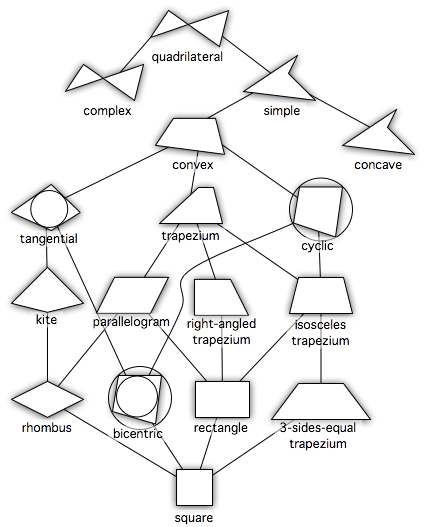 quadrilateral
complex
simple
concave
convex
tangential
trapezium
cyclic
kite
parallelogram
right-angled
trapezium
isosceles
trapezium
rhombus
bicentric
rectangle
3-sides-equal
trapezium
square